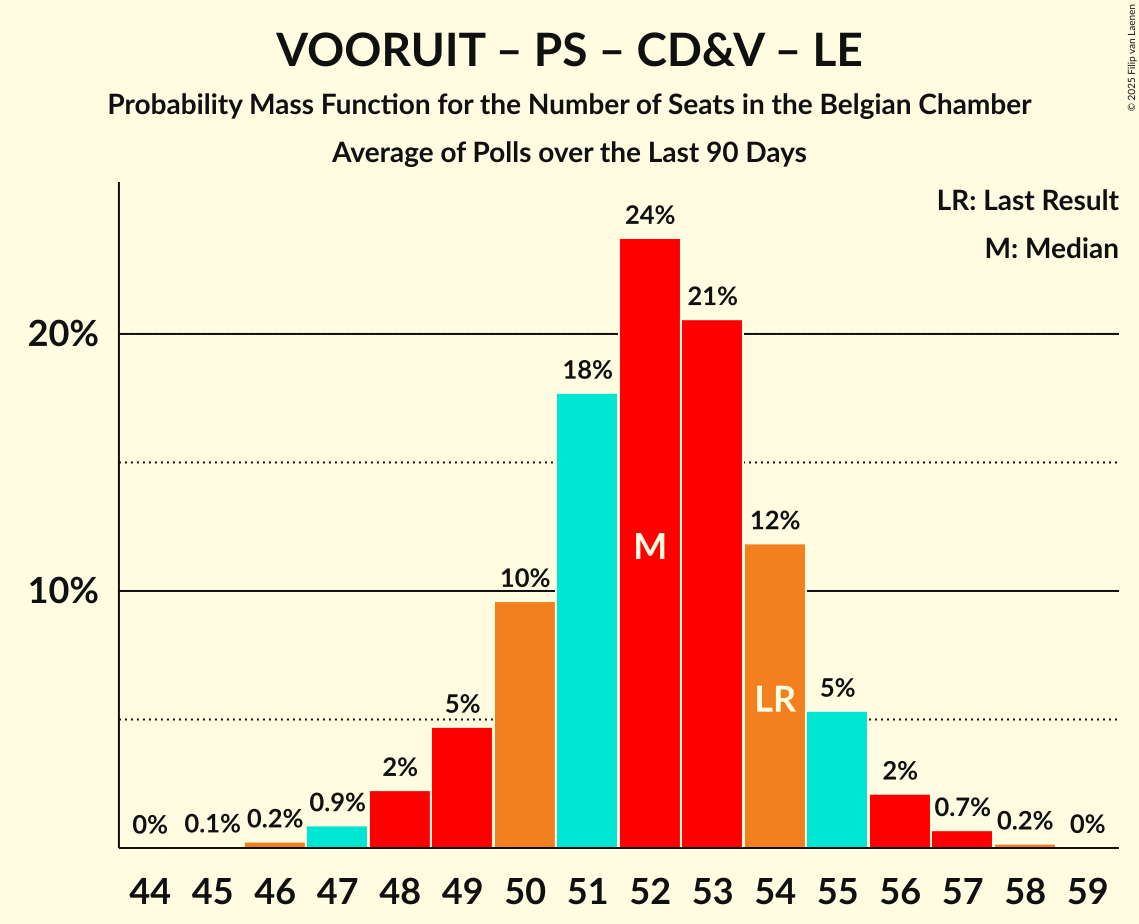 VOORUIT – PS – CD&V – LE
Probability Mass Function for the Number of Seats in the Belgian Chamber
Average of Polls over the Last 90 Days
© 2025 Filip van Laenen
LR: Last Result
M: Median
20%
10%
0% 0.1% 0.2% 0.9% 2% 5% 10% 18% 24% 21% 12% 5% 2% 0.7% 0.2% 0%
M
LR
44 45 46 47 48 49 50 51 52 53 54 55 56 57 58 59